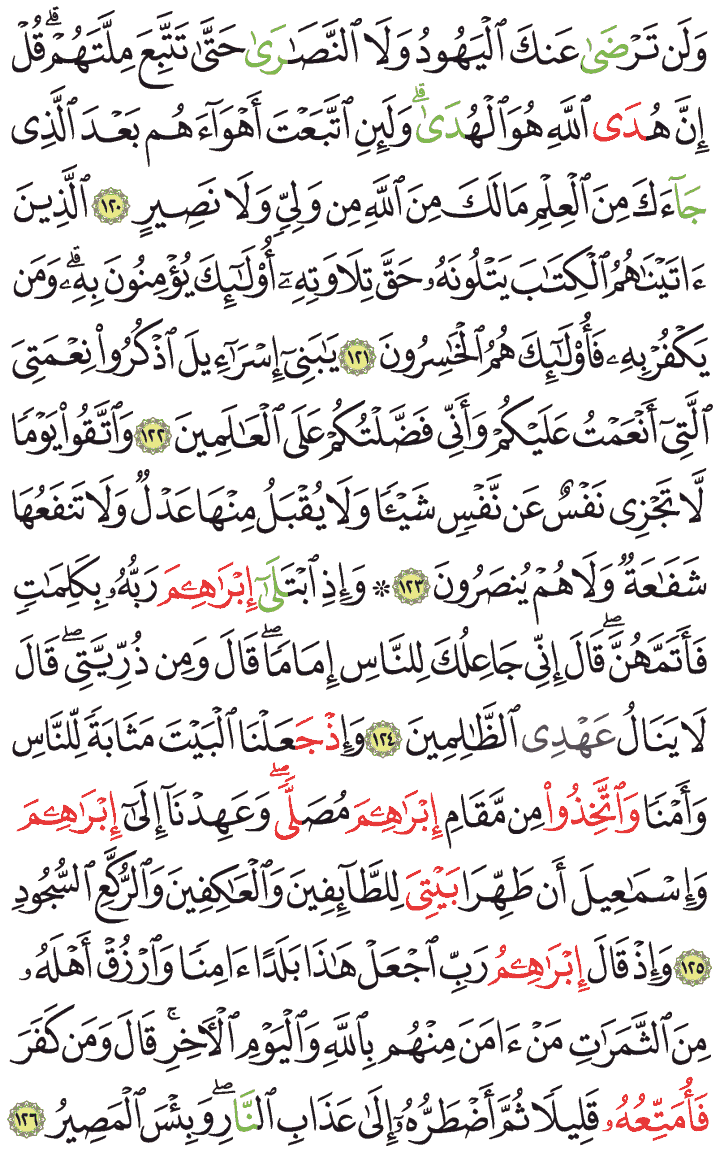 وَلَن تَرْضَىٰ عَنكَ ٱلْيَهُودُ وَلَا ٱلنَّصَـٰرَىٰ حَتَّىٰ تَتَّبِعَ مِلَّتَهُمْ ۗ قُلْ
إِنَّ هُدَى ٱللَّهِ هُوَ ٱلْهُدَىٰ ۗ وَلَئِنِ ٱتَّبَعْتَ أَهْوَآءَهُم بَعْدَ ٱلَّذِى
جَآءَكَ مِنَ ٱلْعِلْمِ مَا لَكَ مِنَ ٱللَّهِ مِن وَلِىٍّ وَلَا نَصِيرٍ ١٢٠ ٱلَّذِينَ
ءَاتَيْنَـٰهُمُ ٱلْكِتَـٰبَ يَتْلُونَهُۥ حَقَّ تِلَاوَتِهِۦٓ أُو۟لَـٰٓئِكَ يُؤْمِنُونَ بِهِۦ ۗ وَمَن
يَكْفُرْ بِهِۦ فَأُو۟لَـٰٓئِكَ هُمُ ٱلْخَـٰسِرُونَ ١٢١ يَـٰبَنِىٓ إِسْرَٰٓءِيلَ ٱذْكُرُوا۟ نِعْمَتِىَ
ٱلَّتِىٓ أَنْعَمْتُ عَلَيْكُمْ وَأَنِّى فَضَّلْتُكُمْ عَلَى ٱلْعَـٰلَمِينَ ١٢٢ وَٱتَّقُوا۟ يَوْمًا
لَّا تَجْزِى نَفْسٌ عَن نَّفْسٍ شَيْـًٔا وَلَا يُقْبَلُ مِنْهَا عَدْلٌ وَلَا تَنفَعُهَا
شَفَـٰعَةٌ وَلَا هُمْ يُنصَرُونَ ١٢٣ ۞ وَإِذِ ٱبْتَلَىٰٓ إِبْرَٰهِـۧمَ رَبُّهُۥ بِكَلِمَـٰتٍ
فَأَتَمَّهُنَّ ۖ قَالَ إِنِّى جَاعِلُكَ لِلنَّاسِ إِمَامًا ۖ قَالَ وَمِن ذُرِّيَّتِى ۖ قَالَ
لَا يَنَالُ عَهْدِى ٱلظَّـٰلِمِينَ ١٢٤ وَإِذْ جَعَلْنَا ٱلْبَيْتَ مَثَابَةً لِّلنَّاسِ
وَأَمْنًا وَٱتَّخِذُوا۟ مِن مَّقَامِ إِبْرَٰهِـۧمَ مُصَلًّى ۖ وَعَهِدْنَآ إِلَىٰٓ إِبْرَٰهِـۧمَ
وَإِسْمَـٰعِيلَ أَن طَهِّرَا بَيْتِىَ لِلطَّآئِفِينَ وَٱلْعَـٰكِفِينَ وَٱلرُّكَّعِ ٱلسُّجُودِ
١٢٥ وَإِذْ قَالَ إِبْرَٰهِـۧمُ رَبِّ ٱجْعَلْ هَـٰذَا بَلَدًا ءَامِنًا وَٱرْزُقْ أَهْلَهُۥ
مِنَ ٱلثَّمَرَٰتِ مَنْ ءَامَنَ مِنْهُم بِٱللَّهِ وَٱلْيَوْمِ ٱلْـَٔاخِرِ ۚ قَالَ وَمَن كَفَرَ
فَأُمَتِّعُهُۥ قَلِيلًا ثُمَّ أَضْطَرُّهُۥٓ إِلَىٰ عَذَابِ ٱلنَّارِ ۖ وَبِئْسَ ٱلْمَصِيرُ ١٢٦